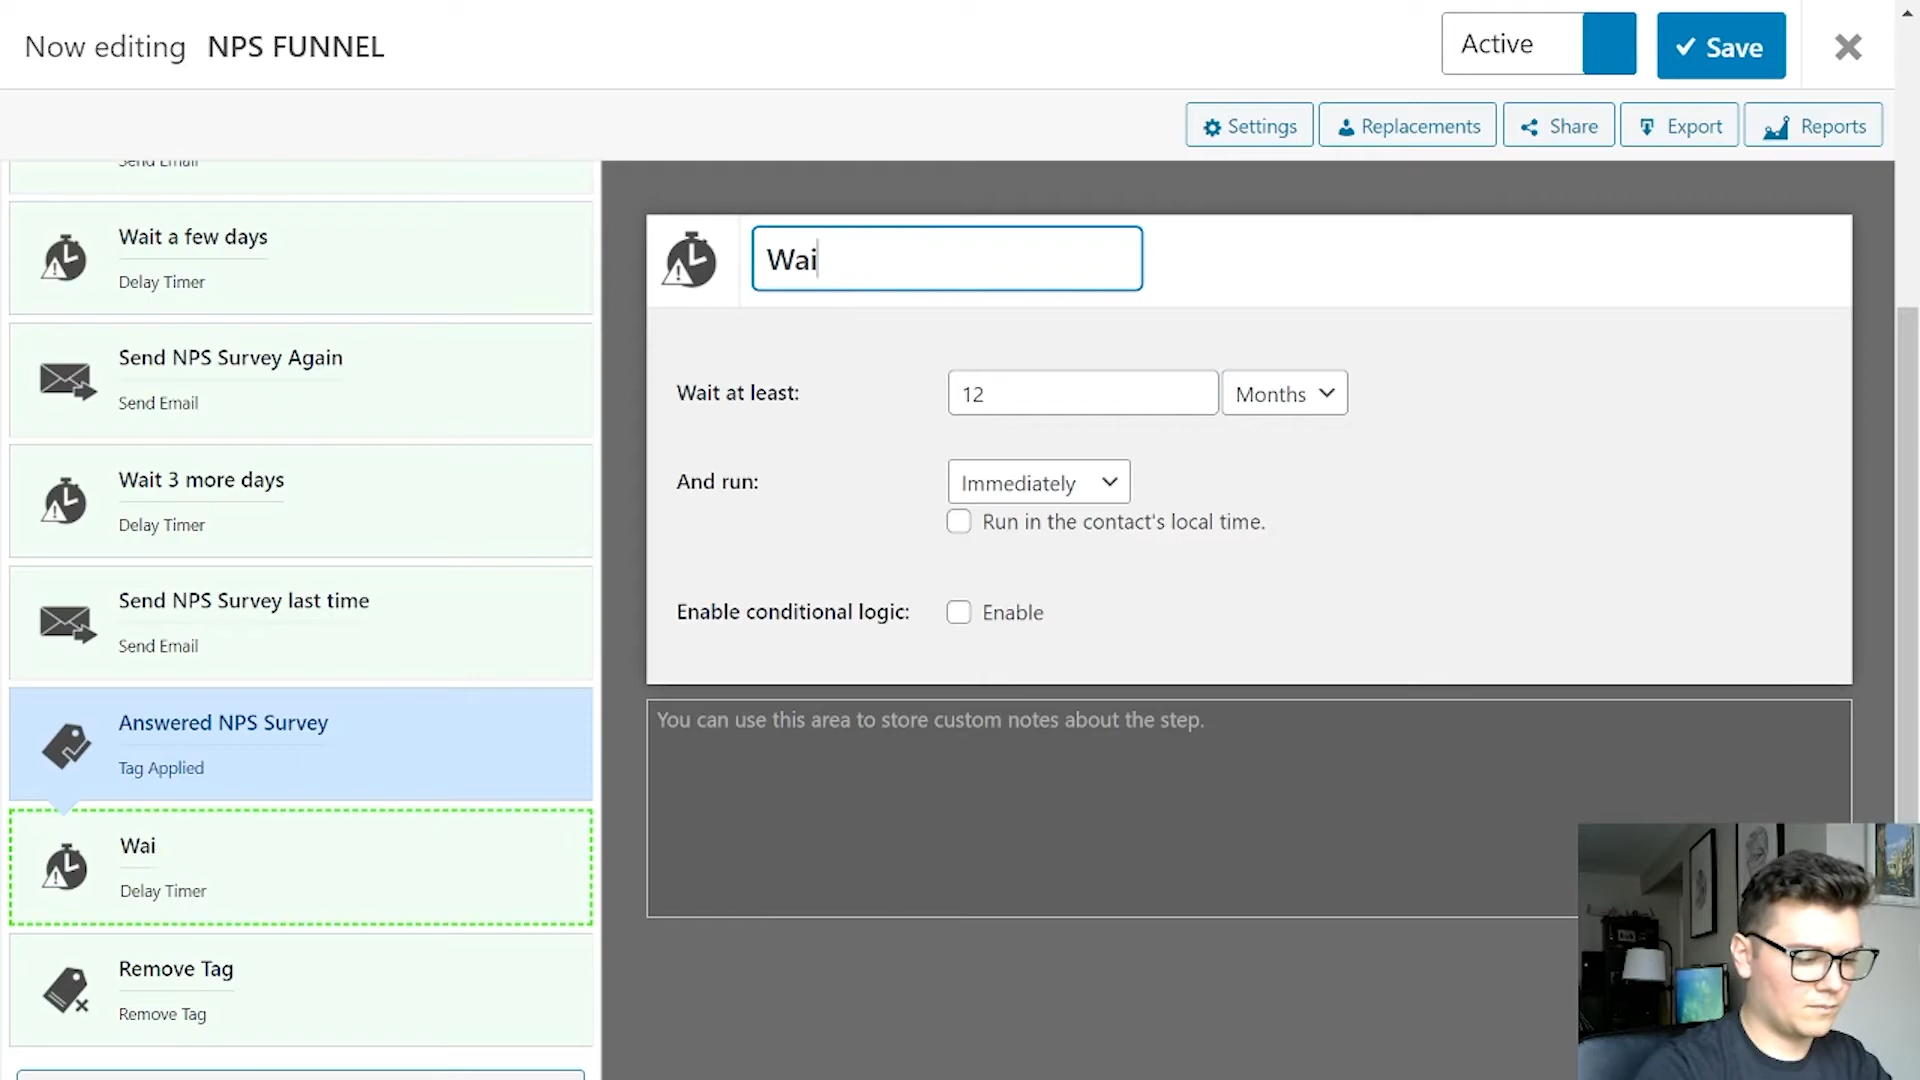 Now editing NPS FUNNEL
Active
Save
Settings
Replacements
Share
Export
Reports
Send Email
Wait a few days
Delay Timer
Send NPS Survey Again
Send Email
Wait 3 more days
Delay Timer
Send NPS Survey last time
Send Email
Answered NPS Survey
Tag Applied
Wai
Delay Timer
Remove Tag
Remove Tag
Wai
Wait at least: 12 Months
And run: Immediately
Run in the contact's local time.
Enable conditional logic: Enable
You can use this area to store custom notes about the step.